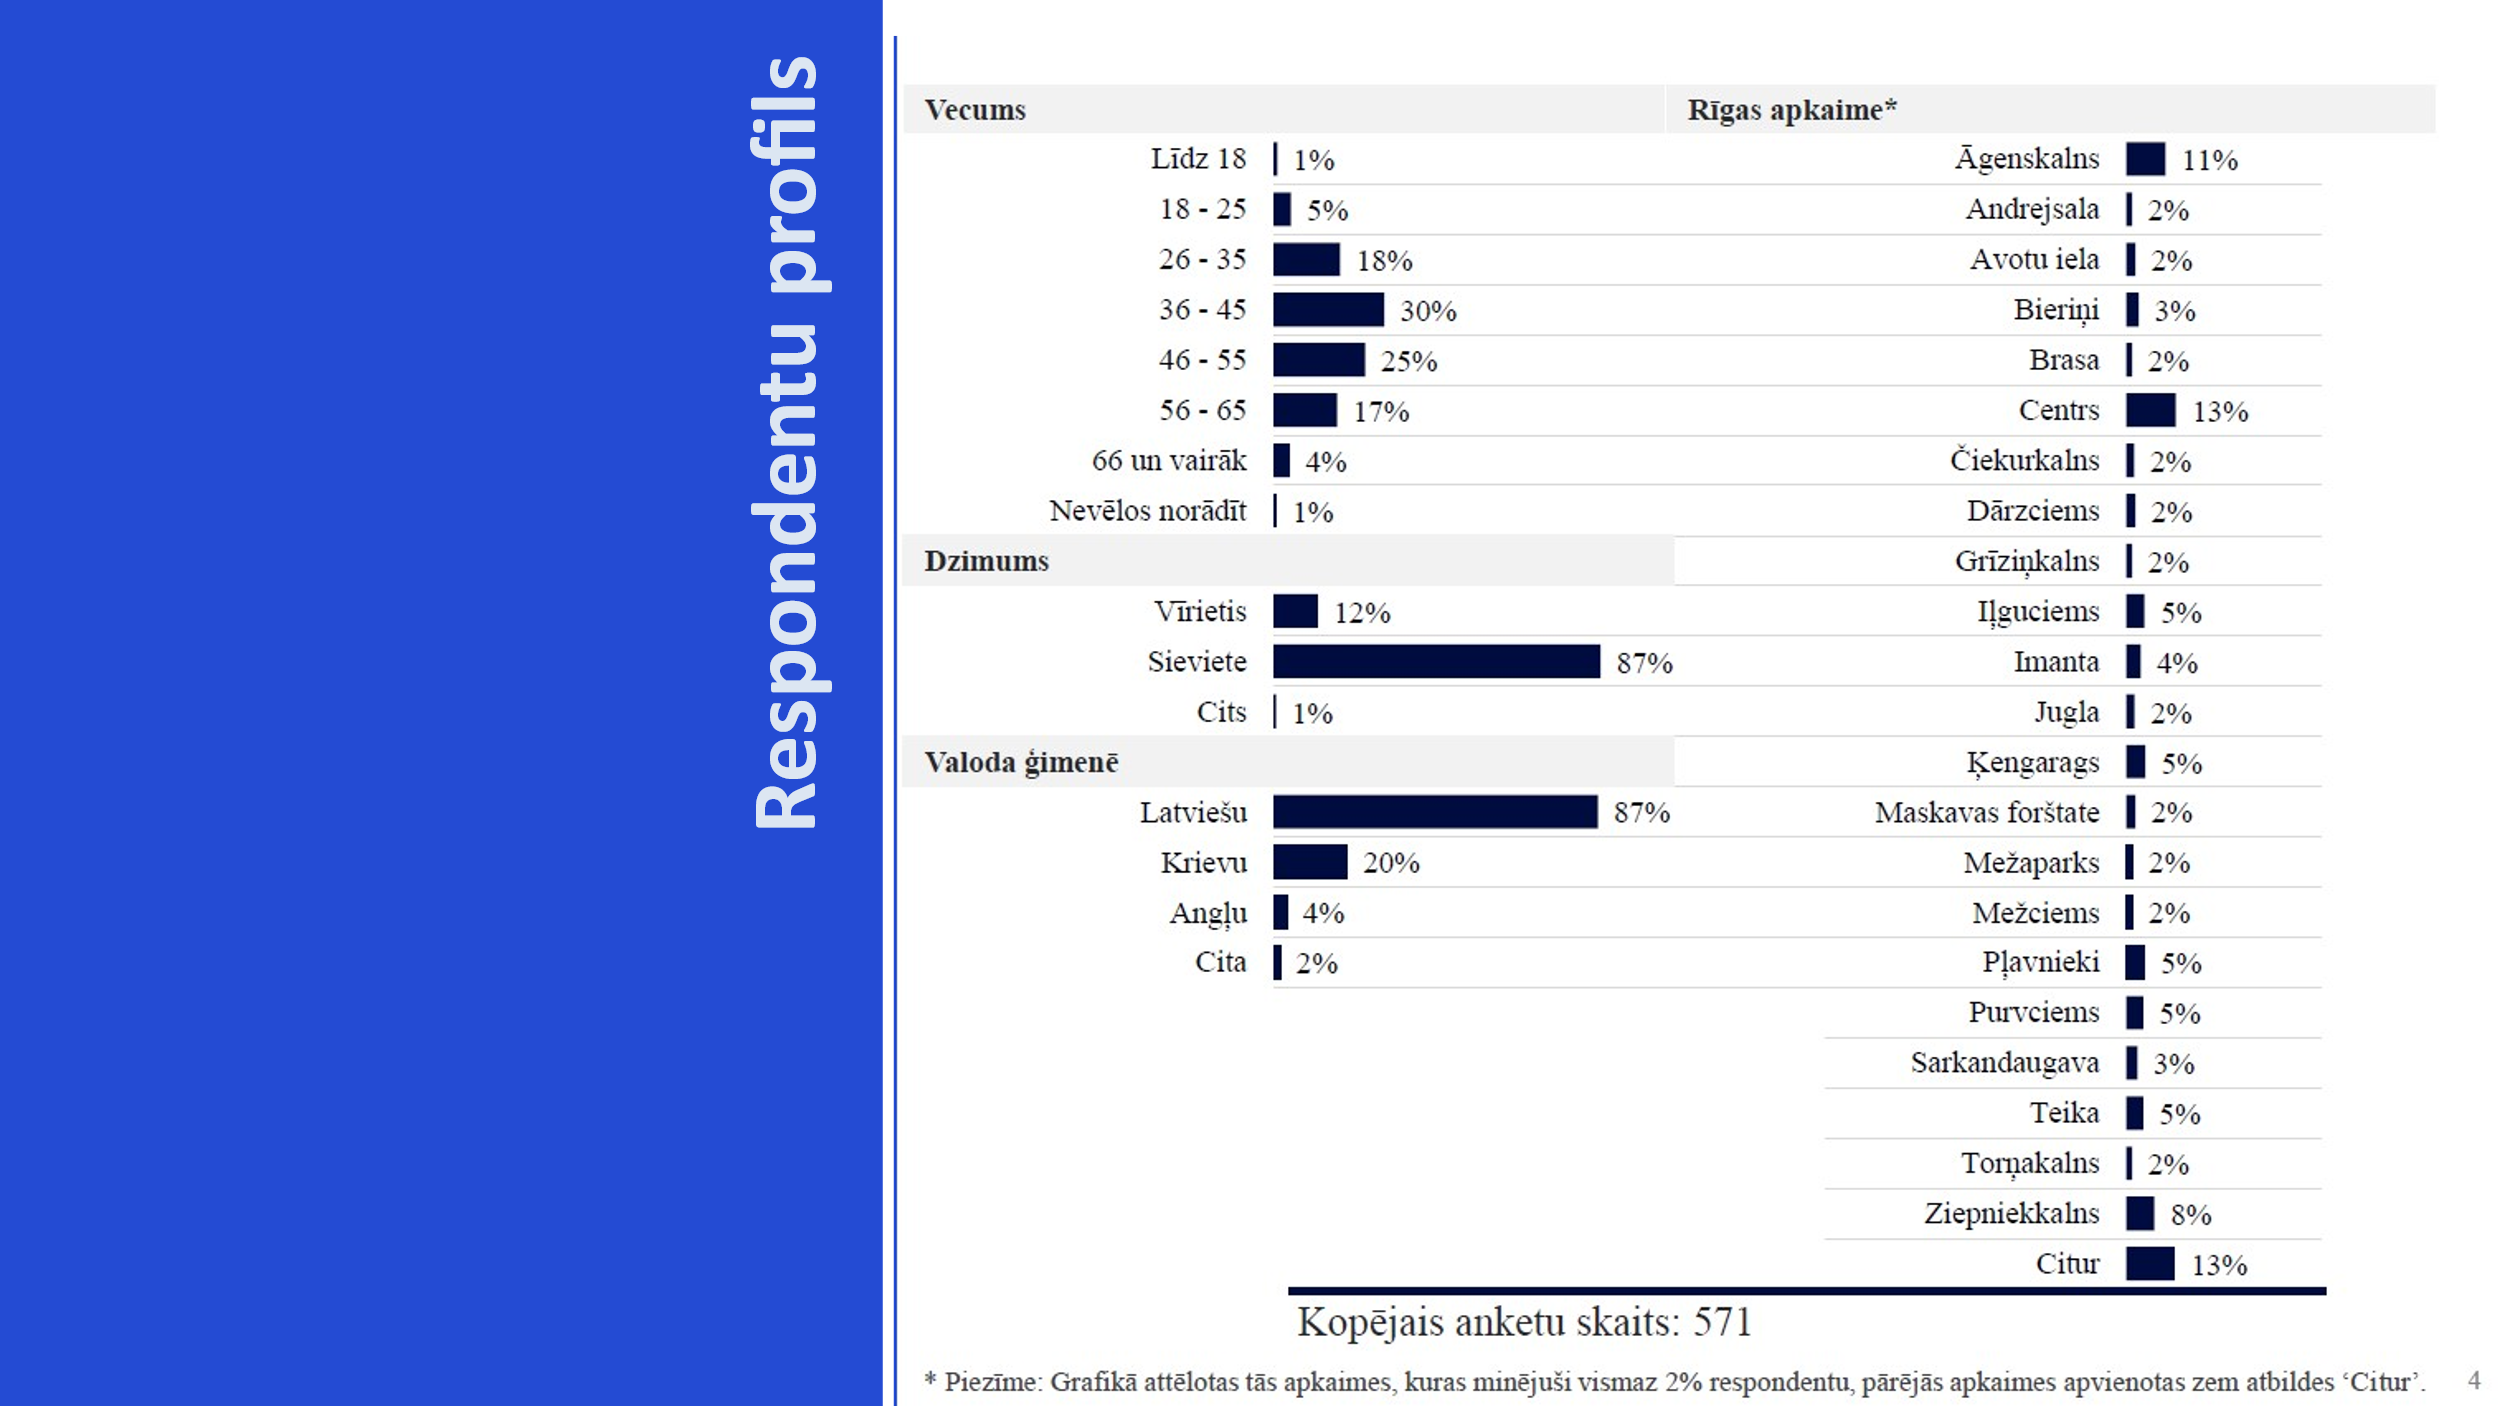 Respondentu profils
Vecums
Līdz 18 1%
18 - 25 5%
26 - 35 18%
36 - 45 30%
46 - 55 25%
56 - 65 17%
66 un vairāk 4%
Nevēlos norādīt 1%
Dzimums
Vīrietis 12%
Sieviete 87%
Cits 1%
Valoda ģimenē
Latviešu 87%
Krievu 20%
Angļu 4%
Cita 2%
Rīgas apkaime*
Āgenskalns 11%
Andrejsala 2%
Avotu iela 2%
Bieriņi 3%
Brasa 2%
Centrs 13%
Čiekurkalns 2%
Dārzciems 2%
Grīziņkalns 2%
Iļģuciems 5%
Imanta 4%
Jugla 2%
Ķengarags 5%
Maskavas forštate 2%
Mežaparks 2%
Mežciems 2%
Pļavnieki 5%
Purvciems 5%
Sarkandaugava 3%
Teika 5%
Torņakalns 2%
Ziepniekkalns 8%
Citur 13%
Kopējais anketu skaits: 571
* Piezīme: Grafikā attēlotas tās apkaimes, kuras minējuši vismaz 2% respondentu, pārējās apkaimes apvienotas zem atbildes ‘Citur’.
4